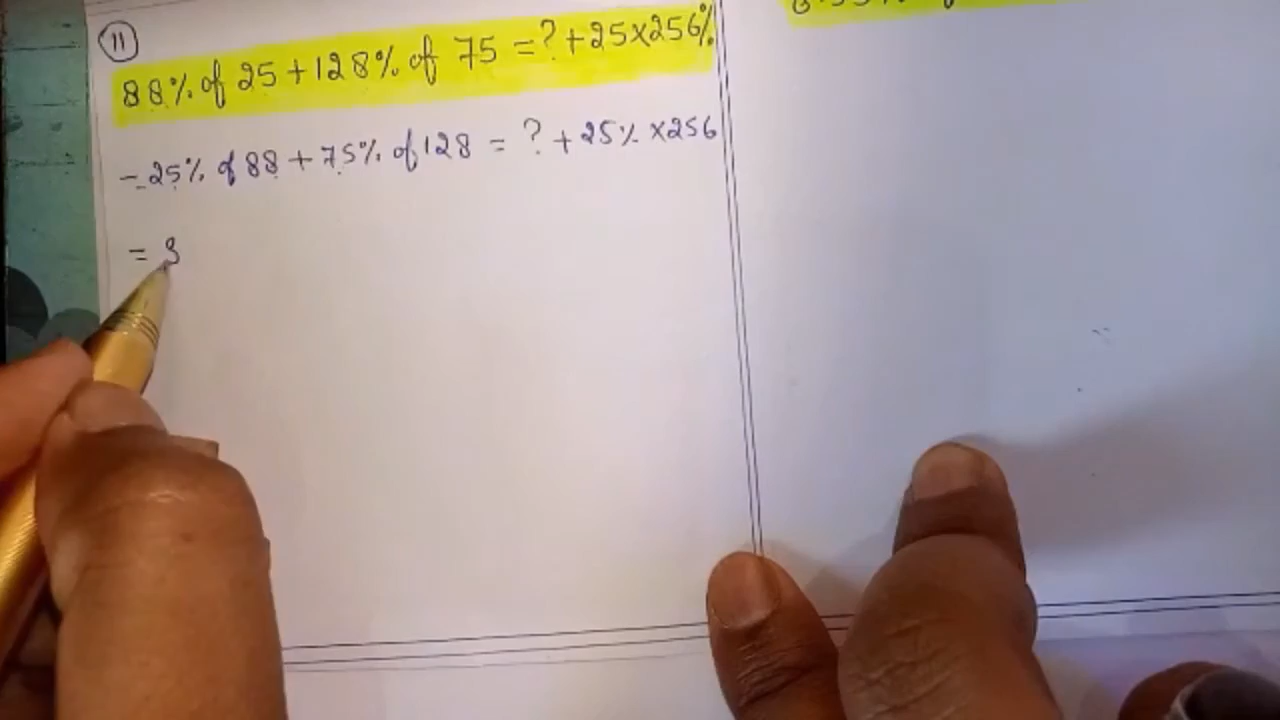 11
88% of 25 + 128% of 75 = ? + 25 x 256%
- 25% of 88 + 75% of 128 = ? + 25% x 256
= 8